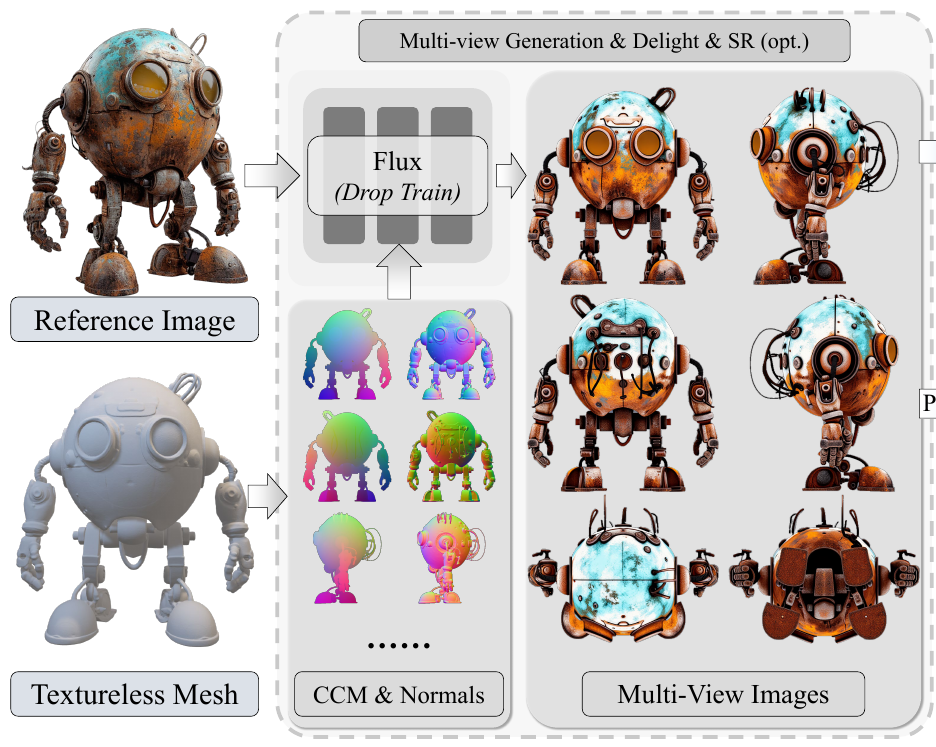 Multi-view Generation & Delight & SR (opt.)
Flux
(Drop Train)
Reference Image
P
Textureless Mesh
......
CCM & Normals
Multi-View Images